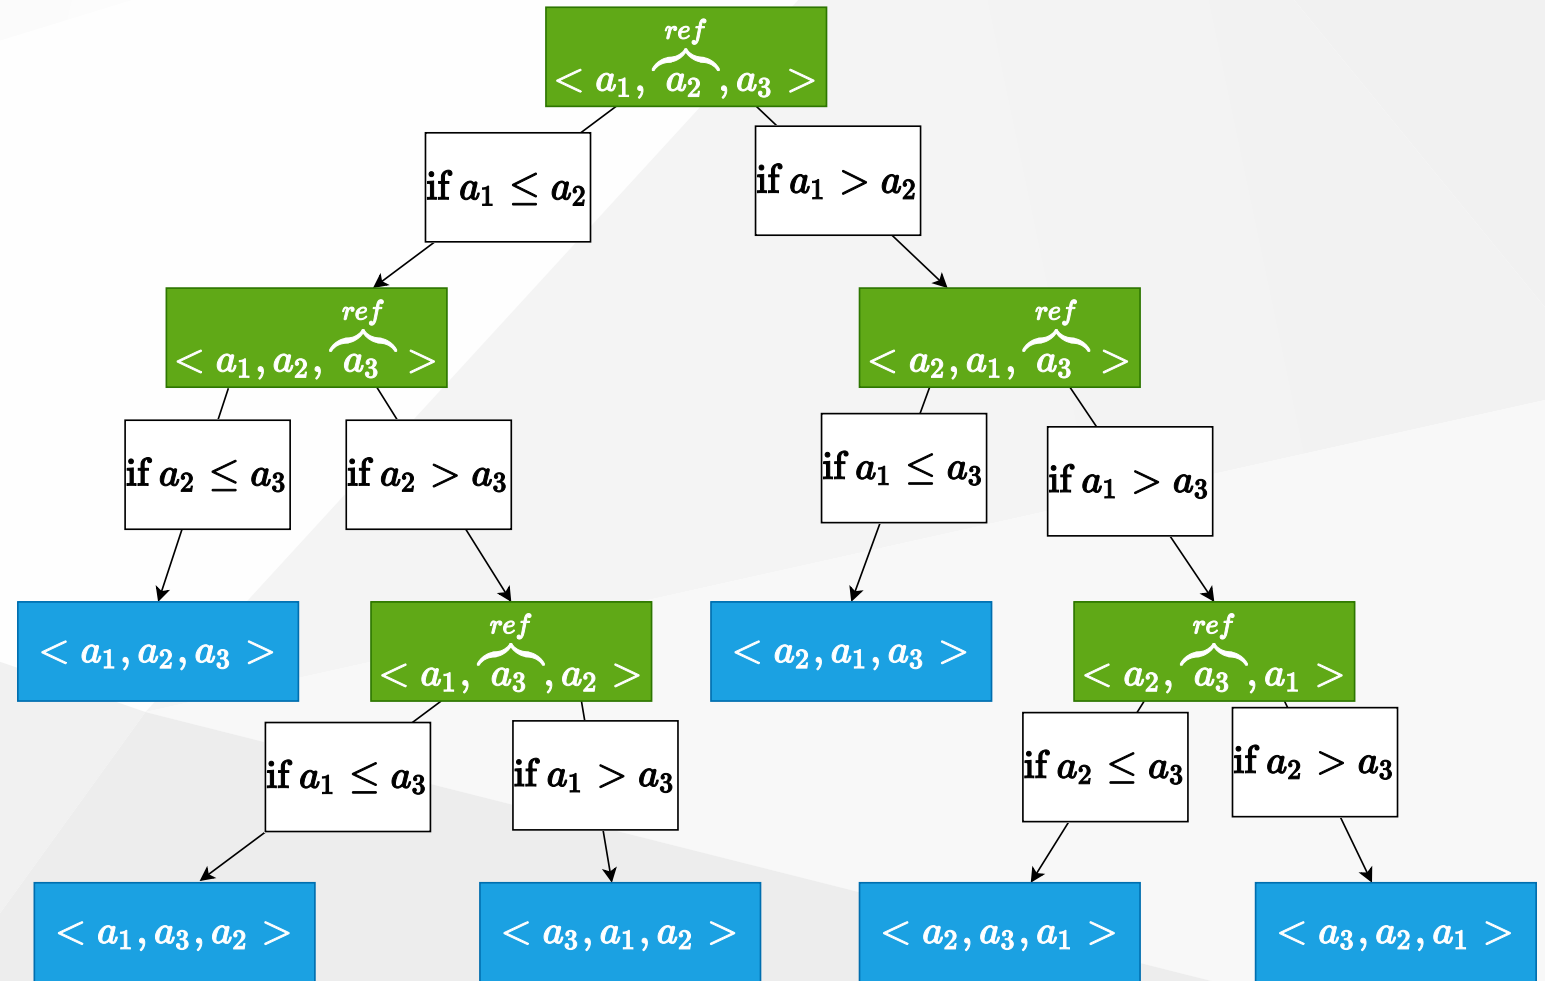 ref
< a₁, a₂, a₃ >
if a₁ ≤ a₂
if a₁ > a₂
ref
< a₁, a₂, a₃ >
ref
< a₂, a₁, a₃ >
if a₂ ≤ a₃
if a₂ > a₃
if a₁ ≤ a₃
if a₁ > a₃
< a₁, a₂, a₃ >
ref
< a₁, a₃, a₂ >
< a₂, a₁, a₃ >
ref
< a₂, a₃, a₁ >
if a₁ ≤ a₃
if a₁ > a₃
if a₂ ≤ a₃
if a₂ > a₃
< a₁, a₃, a₂ >
< a₃, a₁, a₂ >
< a₂, a₃, a₁ >
< a₃, a₂, a₁ >